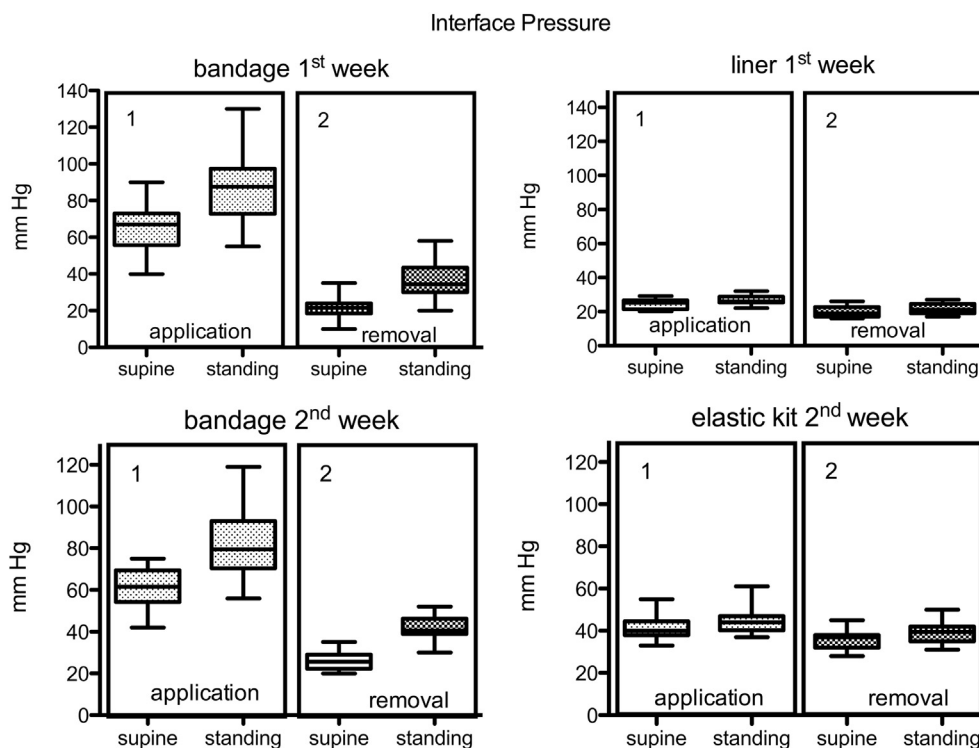 Interface Pressure
bandage 1st week
mm Hg
140
120
100
80
60
40
20
0
1
2
application
removal
supine
standing
supine
standing
liner 1st week
mm Hg
140
120
100
80
60
40
20
0
1
2
application
removal
supine
standing
supine
standing
bandage 2nd week
mm Hg
120
100
80
60
40
20
0
1
2
application
removal
supine
standing
supine
standing
elastic kit 2nd week
mm Hg
120
100
80
60
40
20
0
1
2
application
removal
supine
standing
supine
standing